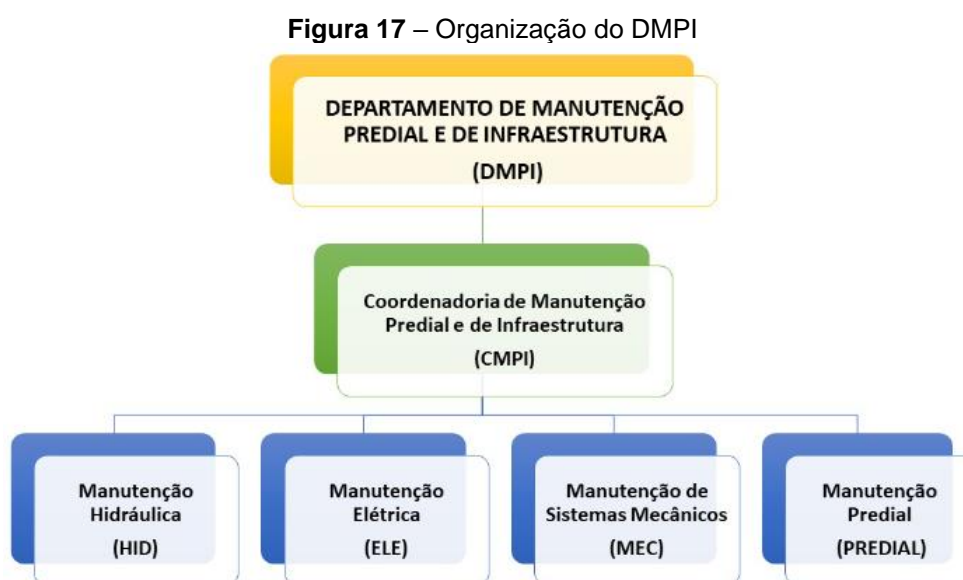 Figura 17 – Organização do DMPI
DEPARTAMENTO DE MANUTENÇÃO
PREDIAL E DE INFRAESTRUTURA
(DMPI)
Coordenadoria de Manutenção
Predial e de Infraestrutura
(CMPI)
Manutenção
Hidráulica
(HID)
Manutenção
Elétrica
(ELE)
Manutenção de
Sistemas Mecânicos
(MEC)
Manutenção
Predial
(PREDIAL)